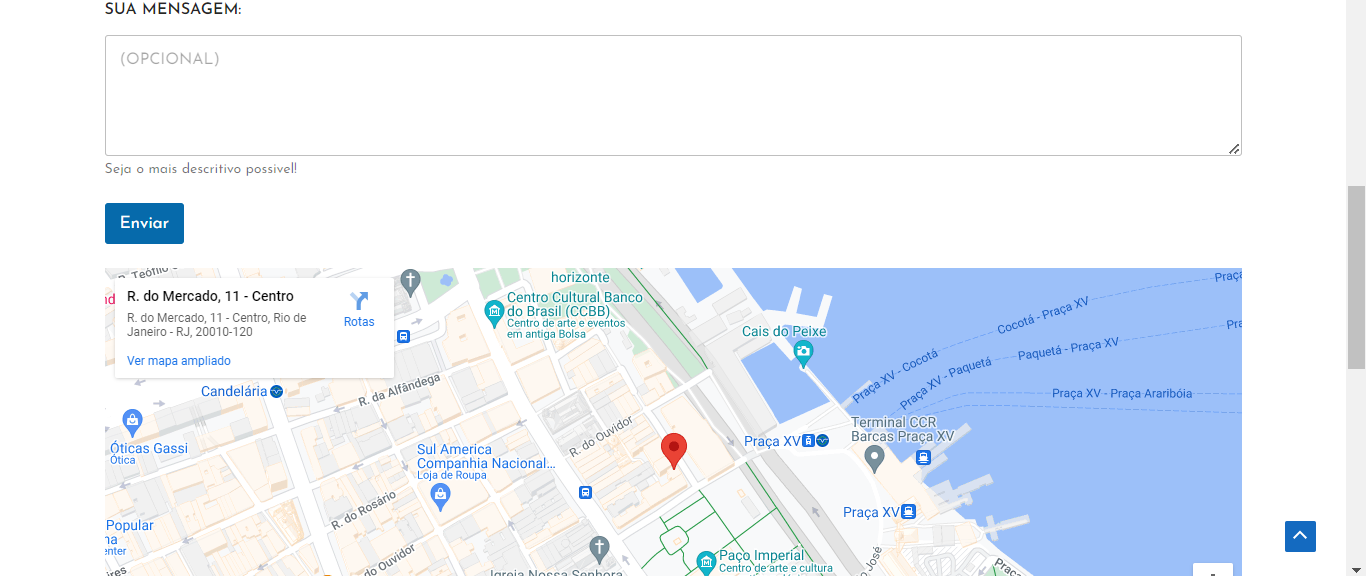 SUA MENSAGEM:
(OPCIONAL)
Seja o mais descritivo possivel!
Enviar
R. Teófilo
R. do Mercado, 11 - Centro
R. do Mercado, 11 - Centro, Rio de
Janeiro - RJ, 20010-120
Rotas
Ver mapa ampliado
horizonte
Centro Cultural Banco
do Brasil (CCBB)
Centro de arte e eventos
em antiga Bolsa
Cais do Peixe
Cocotá - Praça XV
Praça
Paquetá - Praça XV
Praça XV - Cocotá
Praça XV - Paquetá
Praça XV - Praça Arariboia
Candelária
R. da Alfândega
Óticas Gassi
Ótica
R. do Ouvidor
Sul America
Companhia Nacional...
Loja de Roupa
Praça XV
Terminal CCR
Barcas Praça XV
R. do Rosário
Praça XV
Popular
R. do Ouvidor
Igreja Nossa Senhora
Paço Imperial
Centro de arte e cultura